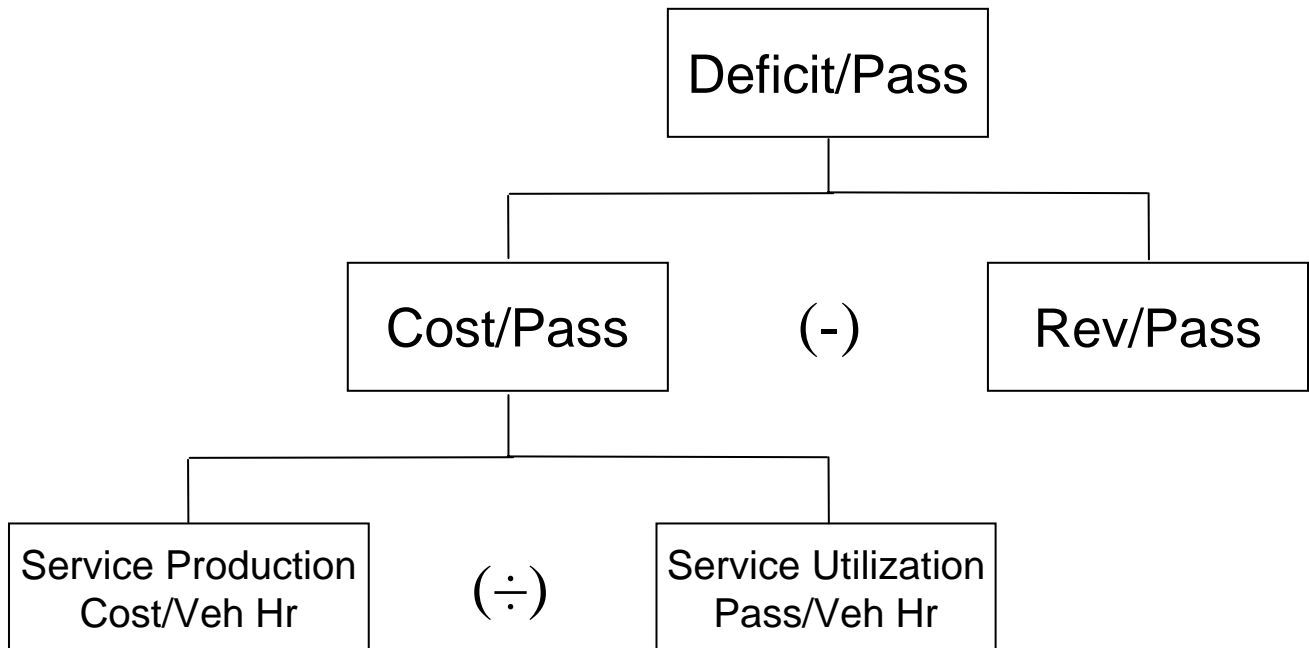 Deficit/Pass
Cost/Pass
(-)
Rev/Pass
Service Production
Cost/Veh Hr
(÷)
Service Utilization
Pass/Veh Hr